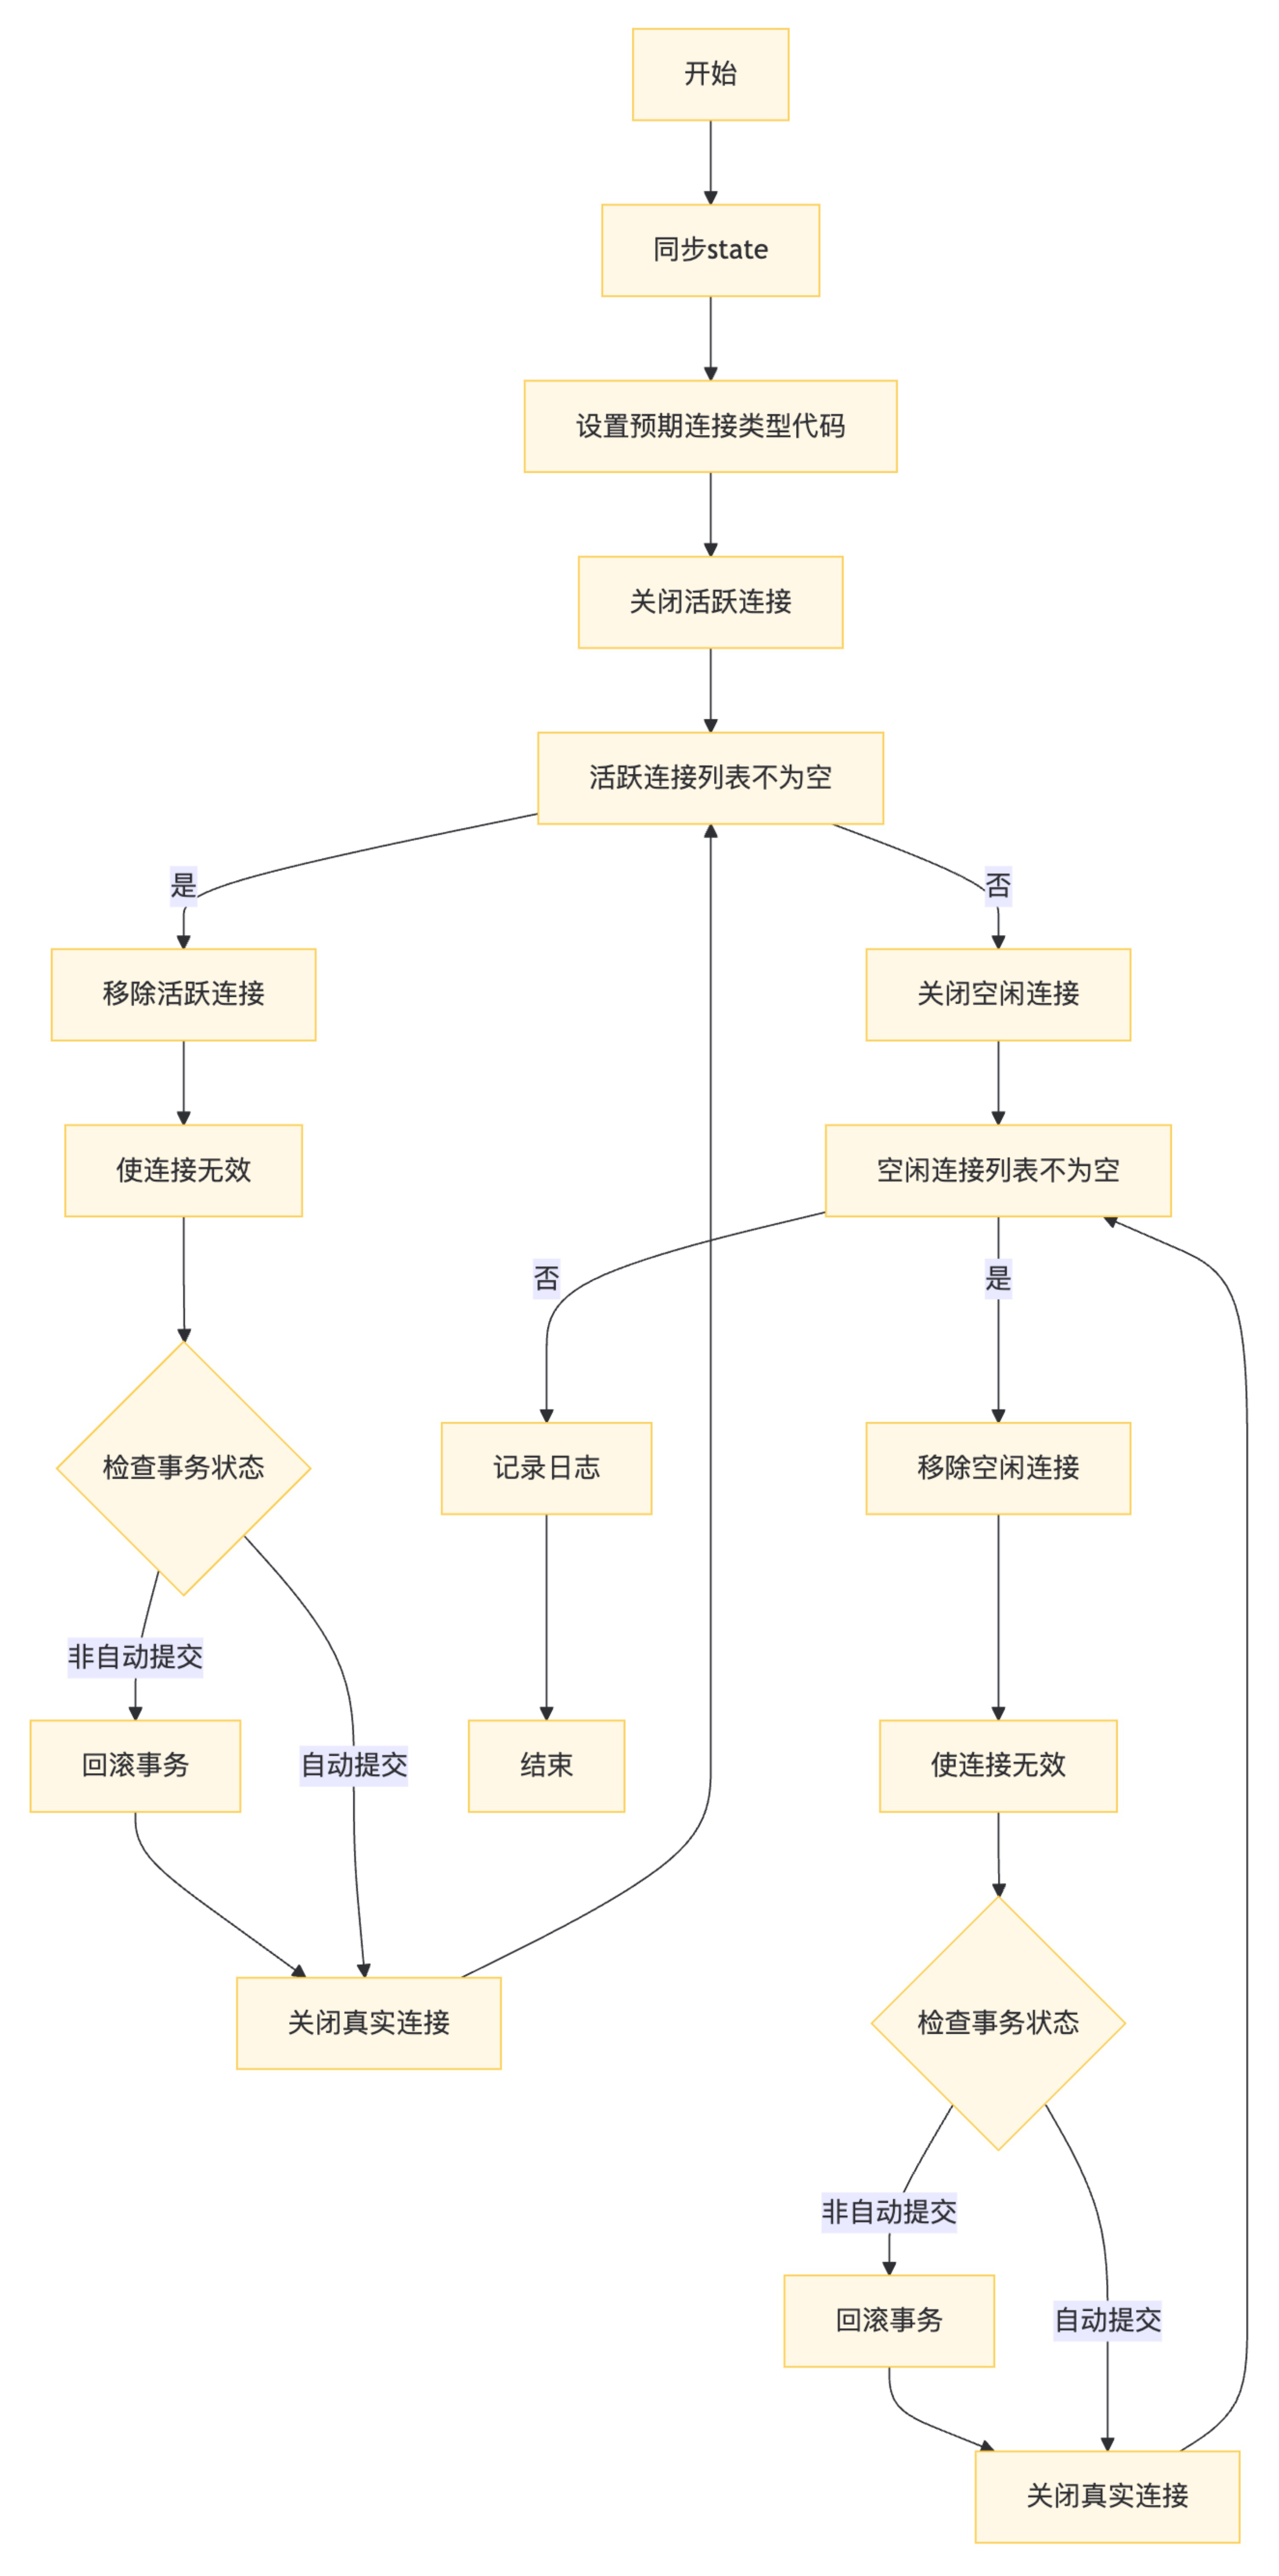 开始
同步state
设置预期连接类型代码
关闭活跃连接
活跃连接列表不为空
是
否
移除活跃连接
关闭空闲连接
使连接无效
空闲连接列表不为空
否
是
检查事务状态
记录日志
移除空闲连接
非自动提交
回滚事务
自动提交
结束
使连接无效
关闭真实连接
检查事务状态
非自动提交
回滚事务
自动提交
关闭真实连接